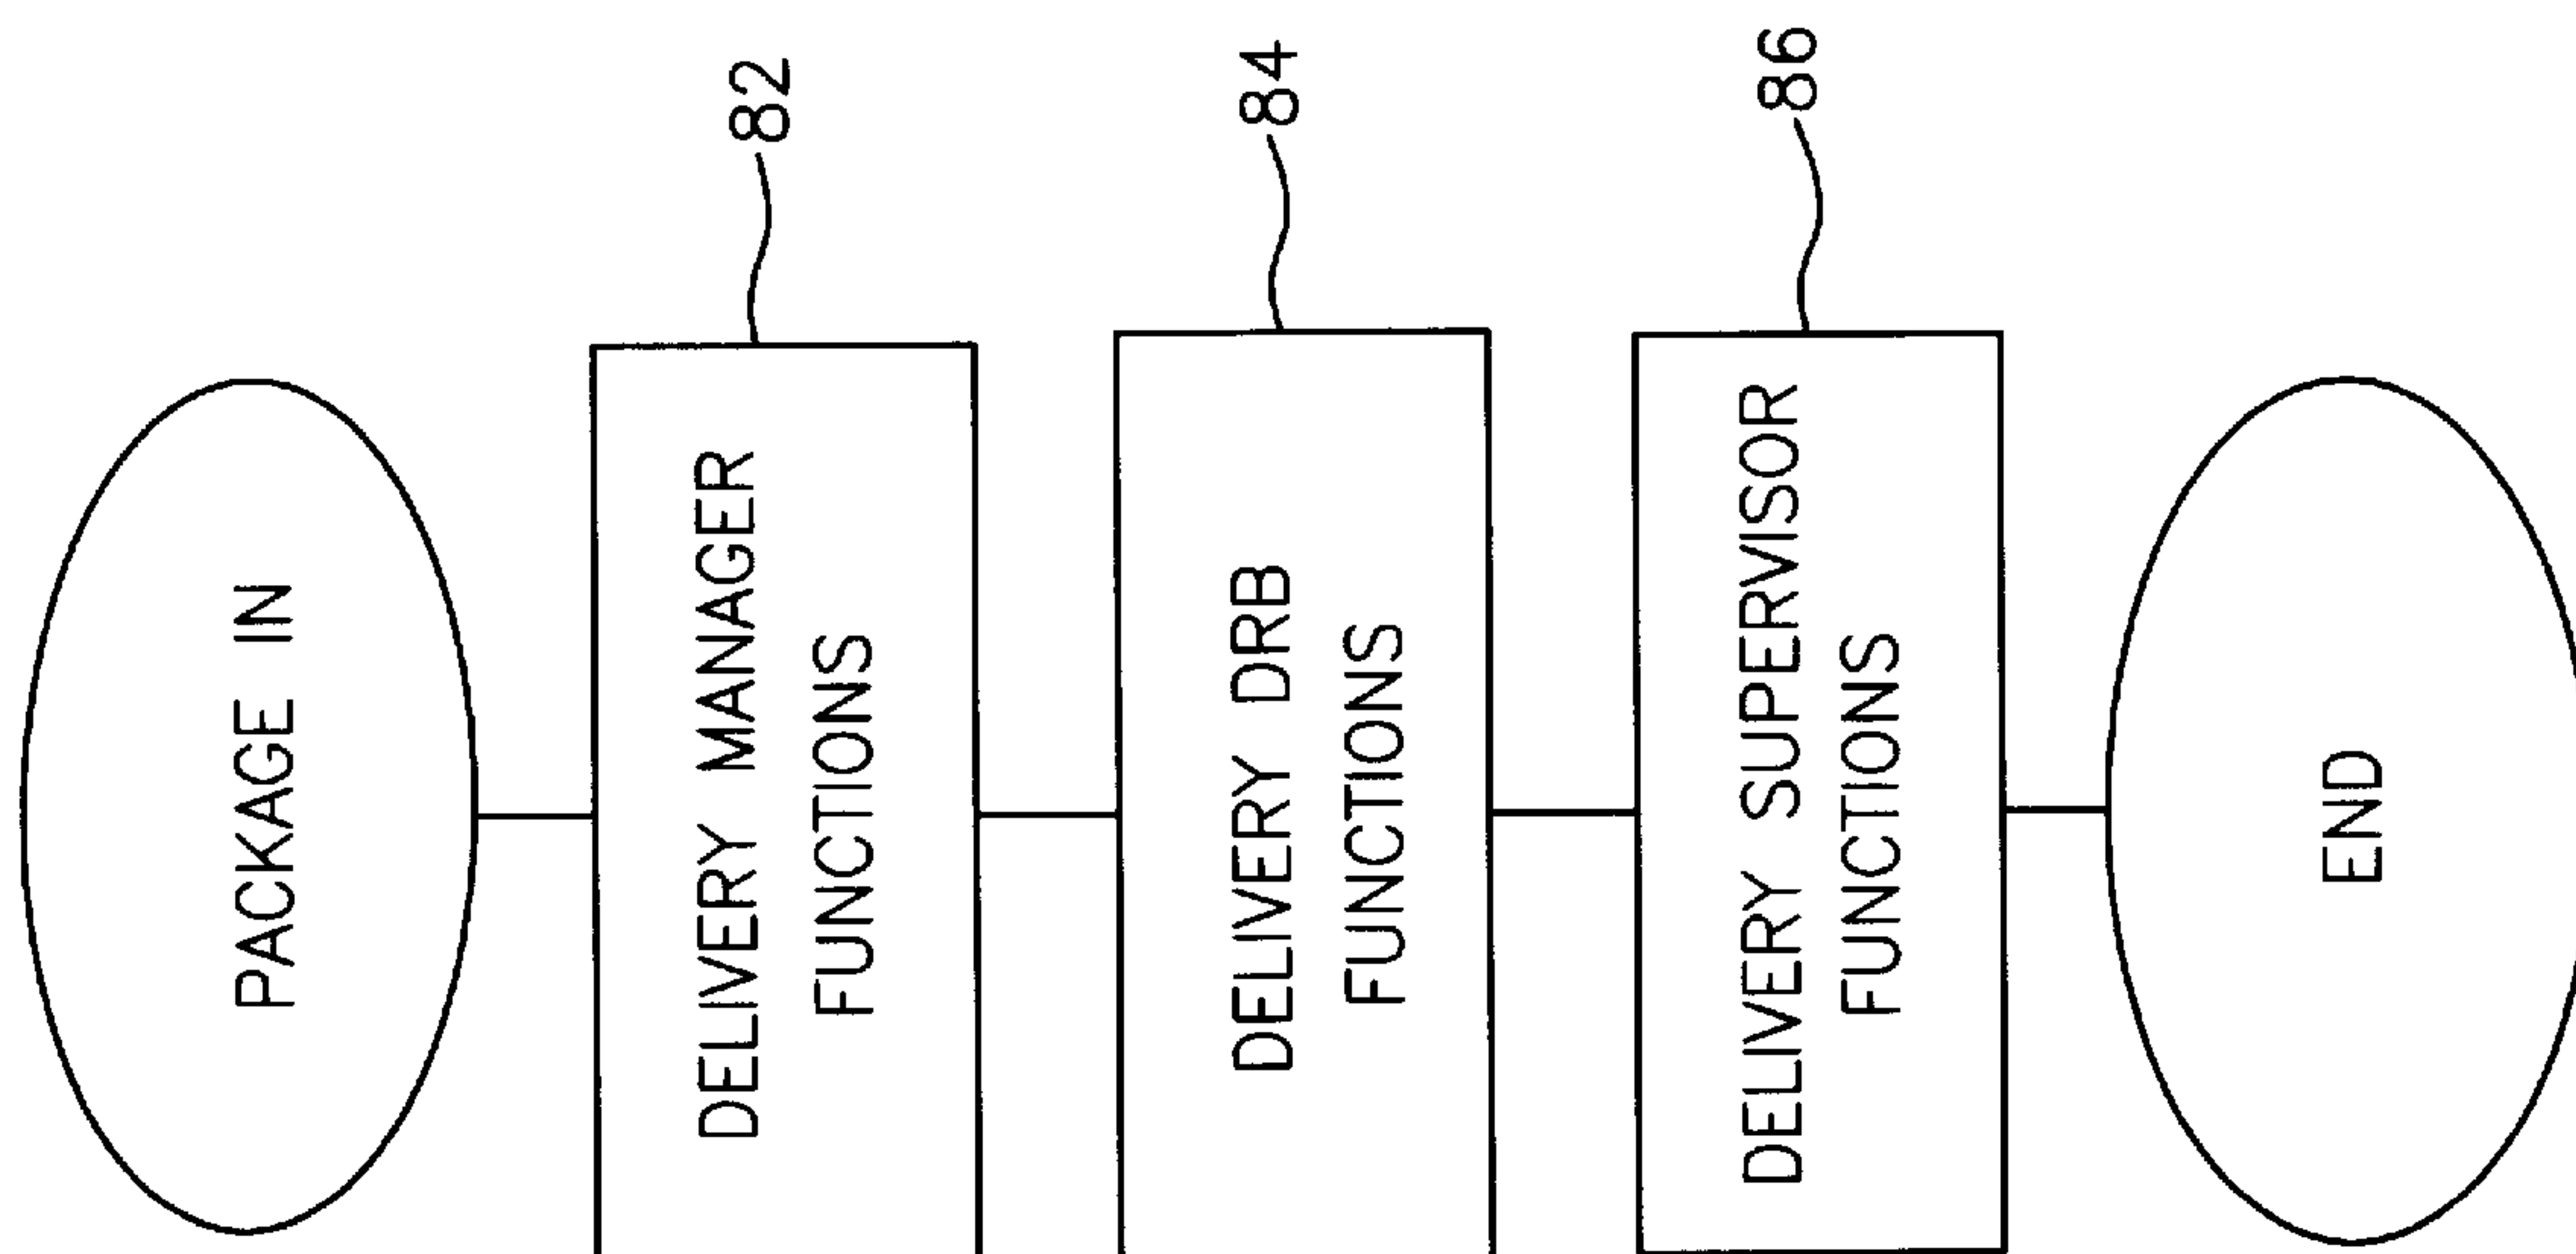 PACKAGE IN
DELIVERY MANAGER
FUNCTIONS
82
DELIVERY DRB
FUNCTIONS
84
DELIVERY SUPERVISOR
FUNCTIONS
86
END